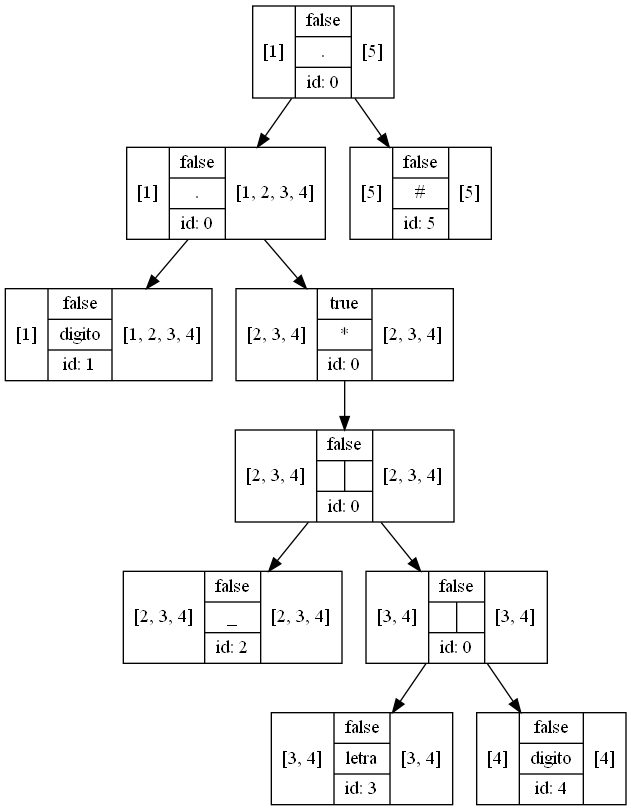 false
[1] . [5]
id: 0
false false
[1] . [1, 2, 3, 4] [5] # [5]
id: 0 id: 5
false true
[1] digito [1, 2, 3, 4] [2, 3, 4] * [2, 3, 4]
id: 1 id: 0
false
[2, 3, 4] | [2, 3, 4]
id: 0
false false
[2, 3, 4] _ [2, 3, 4] [3, 4] | [3, 4]
id: 2 id: 0
false false
[3, 4] letra [3, 4] [4] digito [4]
id: 3 id: 4